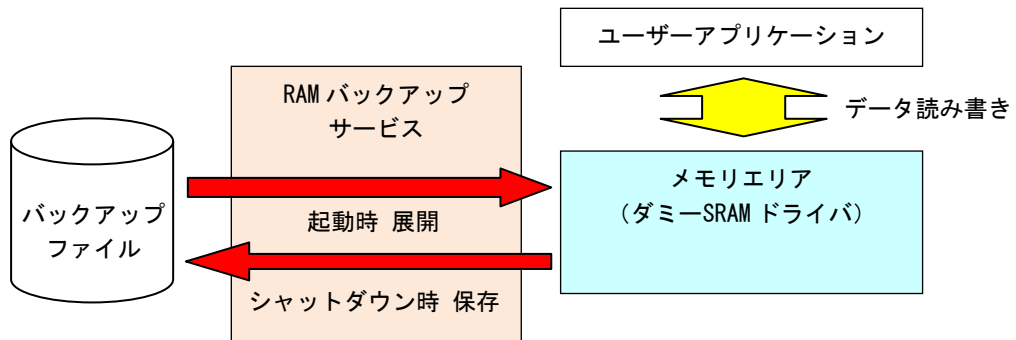 ユーザーアプリケーション
RAM バックアップ
サービス
データ読み書き
メモリエリア
（ダミーSRAM ドライバ）
バックアップ
ファイル
起動時 展開
シャットダウン時 保存